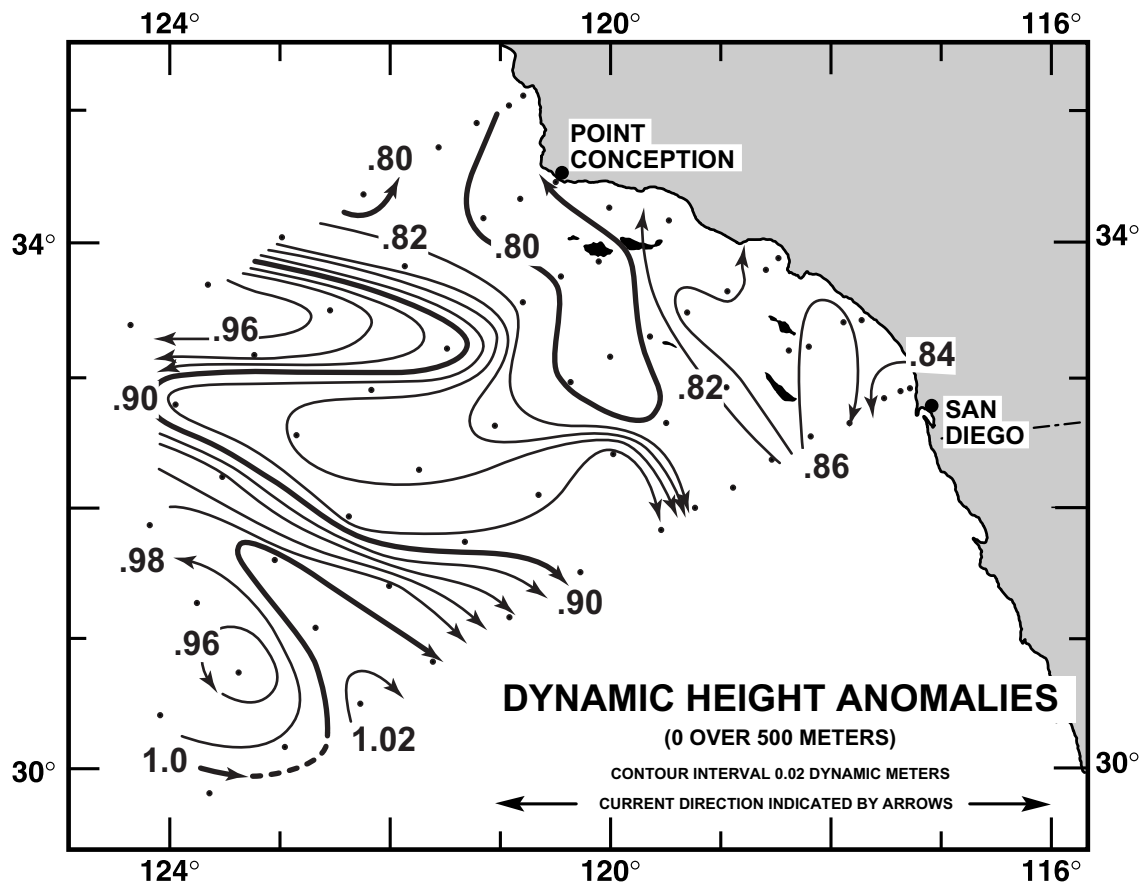 124° 120° 116°
POINT
CONCEPTION
.80
34° .82 .80 34°
.96
.84
.90 .82
SAN
DIEGO
.86
.98
.90
.96
DYNAMIC HEIGHT ANOMALIES
(0 OVER 500 METERS)
1.02
1.0
30° CONTOUR INTERVAL 0.02 DYNAMIC METERS 30°
CURRENT DIRECTION INDICATED BY ARROWS
124° 120° 116°